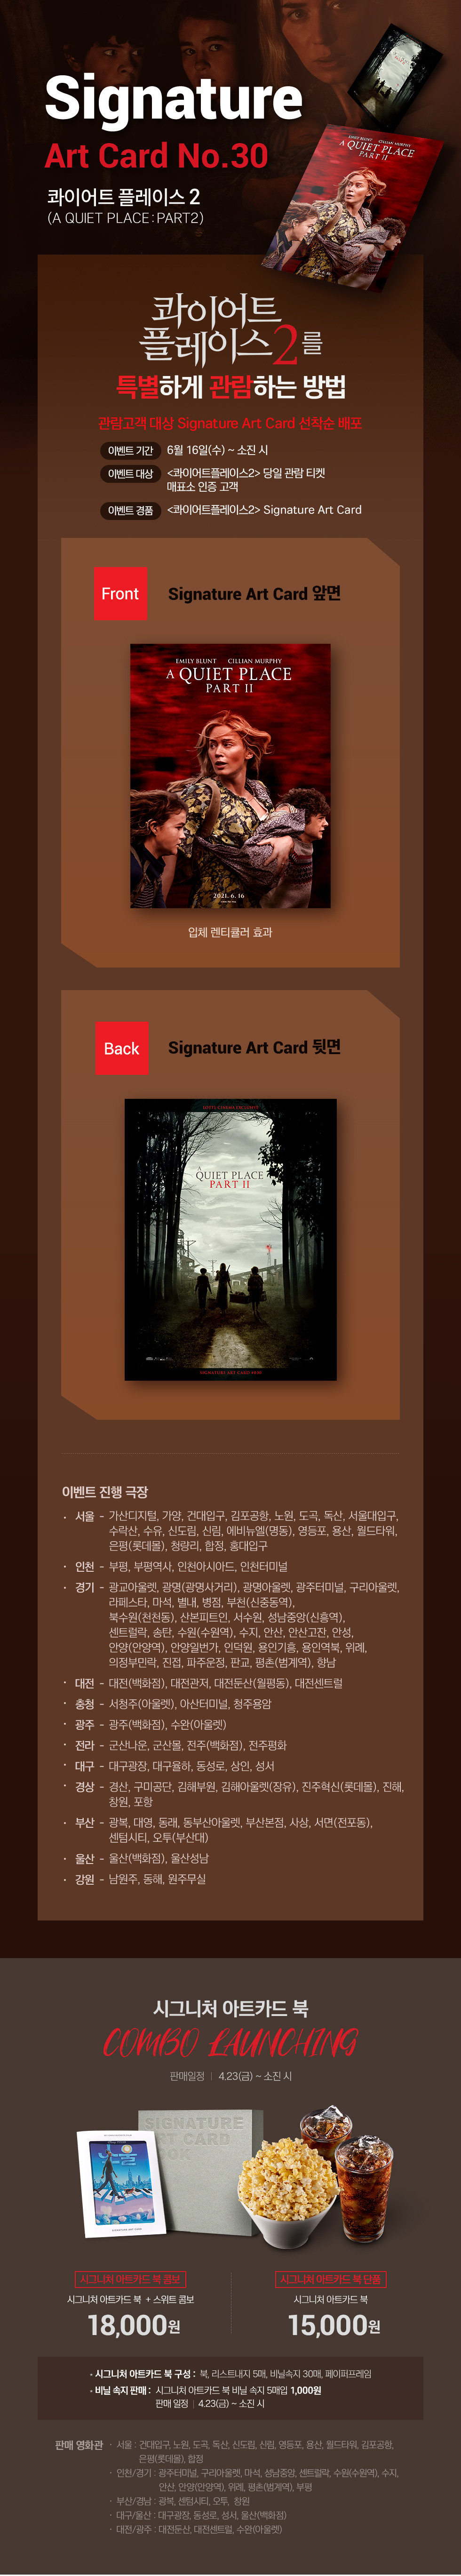 Signature
Art Card No.30
콰이어트 플레이스 2
(A QUIET PLACE : PART2)
EMILY BLUNT CILLIAN MURPHY
A QUIET PLACE
PART II
콰이어트
플레이스2를
특별하게 관람하는 방법
관람고객 대상 Signature Art Card 선착순 배포
이벤트 기간 6월 16일(수) ~ 소진 시
이벤트 대상 <콰이어트플레이스2> 당일 관람 티켓
매표소 인증 고객
이벤트 경품 <콰이어트플레이스2> Signature Art Card
Front Signature Art Card 앞면
EMILY BLUNT CILLIAN MURPHY
A QUIET PLACE
PART II
2021. 6. 16
입체 렌티큘러 효과
Back Signature Art Card 뒷면
A
QUIET PLACE
PART II
SIGNATURE ART CARD NO.30
이벤트 진행 극장
· 서울 - 가산디지털, 가양, 건대입구, 김포공항, 노원, 도곡, 독산, 서울대입구,
수락산, 수유, 신도림, 신림, 에비뉴엘(명동), 영등포, 용산, 월드타워,
은평(롯데몰), 청량리, 합정, 홍대입구
· 인천 - 부평, 부평역사, 인천아시아드, 인천터미널
· 경기 - 광교아울렛, 광명(광명사거리), 광명아울렛, 광주터미널, 구리아울렛,
라페스타, 마석, 별내, 병점, 부천(신중동역),
북수원(천천동), 산본피트인, 서수원, 성남중앙(신흥역),
센트럴락, 송탄, 수원(수원역), 수지, 안산, 안산고잔, 안성,
안양(안양역), 안양일번가, 인덕원, 용인기흥, 용인역북, 위례,
의정부민락, 진접, 파주운정, 판교, 평촌(범계역), 향남
· 대전 - 대전(백화점), 대전관저, 대전둔산(월평동), 대전센트럴
· 충청 - 서청주(아울렛), 아산터미널, 청주용암
· 광주 - 광주(백화점), 수완(아울렛)
· 전라 - 군산나운, 군산몰, 전주(백화점), 전주평화
· 대구 - 대구광장, 대구율하, 동성로, 상인, 성서
· 경상 - 경산, 구미공단, 김해부원, 김해아울렛(장유), 진주혁신(롯데몰), 진해,
창원, 포항
· 부산 - 광복, 대영, 동래, 동부산아울렛, 부산본점, 사상, 서면(전포동),
센텀시티, 오투(부산대)
· 울산 - 울산(백화점), 울산성남
· 강원 - 남원주, 동해, 원주무실
시그니처 아트카드 북
COMBO LAUNCHING
판매일정 | 4.23(금) ~ 소진 시
SIGNATURE
ART CARD
BOOK
시그니처 아트카드 북 콤보
시그니처 아트카드 북 + 스위트 콤보
18,000원
시그니처 아트카드 북 단품
시그니처 아트카드 북
15,000원
• 시그니처 아트카드 북 구성 : 북, 리스트내지 5매, 비닐속지 30매, 페이퍼프레임
• 비닐 속지 판매 : 시그니처 아트카드 북 비닐 속지 5매입 1,000원
판매 일정 | 4.23(금) ~ 소진 시
판매 영화관 · 서울 : 건대입구, 노원, 도곡, 독산, 신도림, 신림, 영등포, 용산, 월드타워, 김포공항,
은평(롯데몰), 합정
· 인천/경기 : 광주터미널, 구리아울렛, 마석, 성남중앙, 센트럴락, 수원(수원역), 수지,
안산, 안양(안양역), 위례, 평촌(범계역), 부평
· 부산/경남 : 광복, 센텀시티, 오투, 창원
· 대구/울산 : 대구광장, 동성로, 성서, 울산(백화점)
· 대전/광주 : 대전둔산, 대전센트럴, 수완(아울렛)